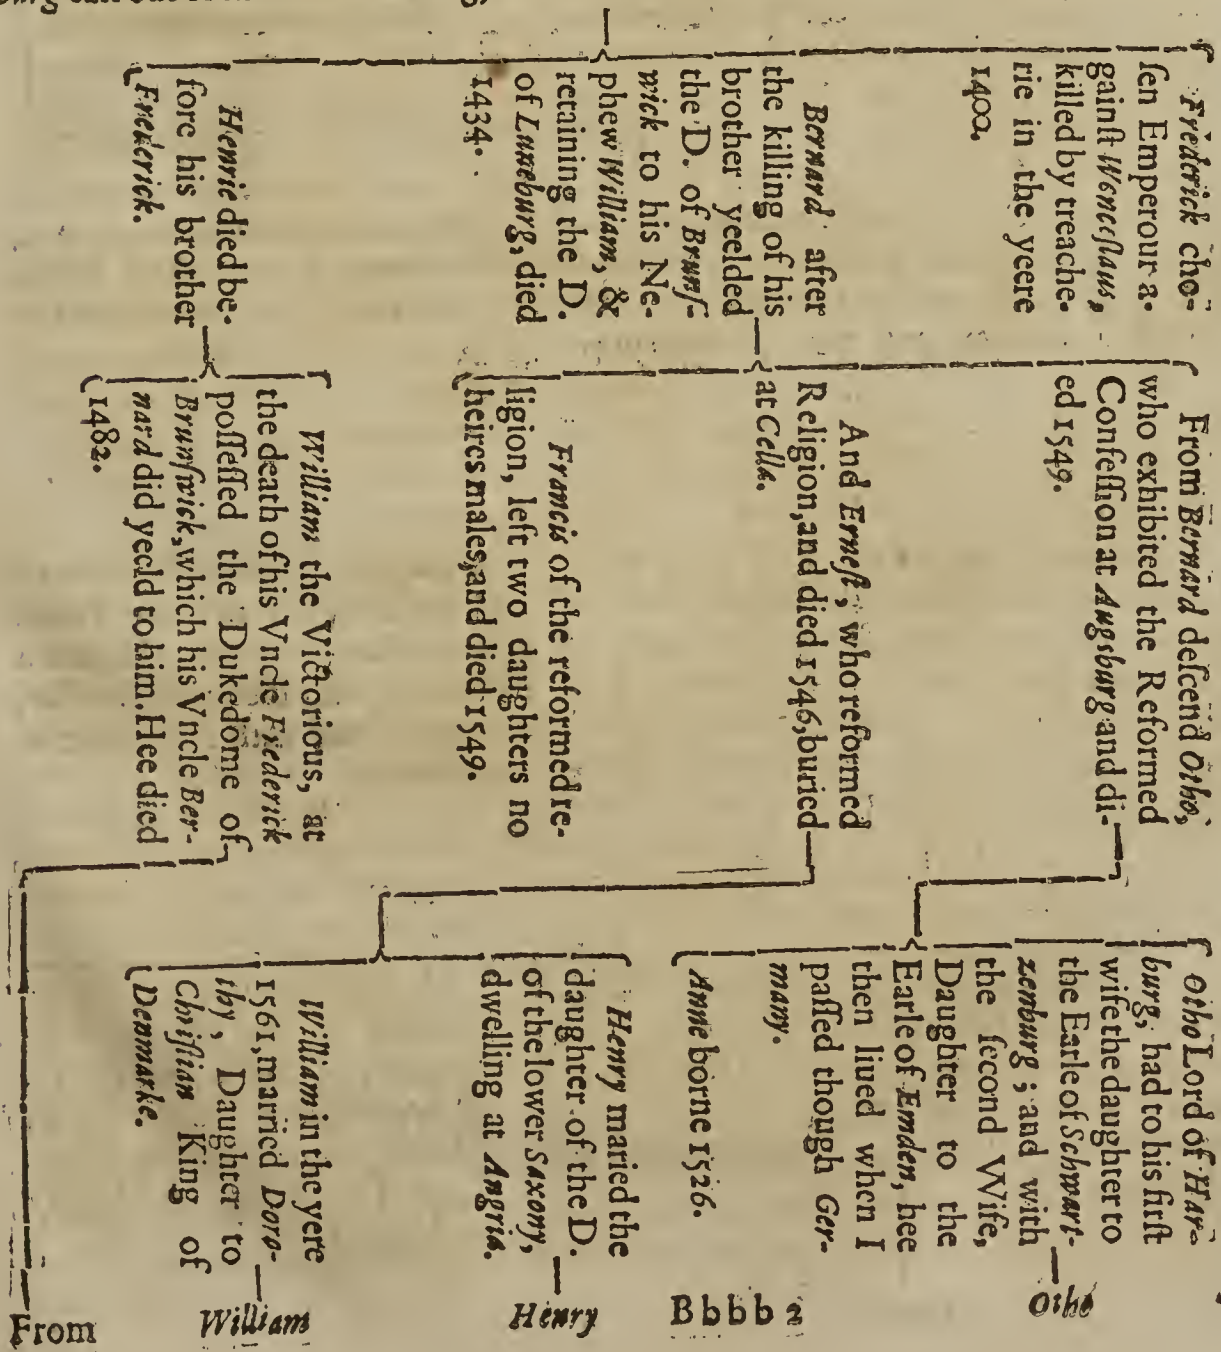 Frederick cho-
ſen Emperour a-
gainſt Wenceſlaus,
killed by treache-
rie in the yeere
1400.
Bernard after
the killing of his
brother yeelded
the D. of Brunſ-
wick to his Ne-
phew William, &
retaining the D.
of Luneburg, died
1434.
Henrie died be-
fore his brother
Frederick.
From Bernard deſcend Otho,
who exhibited the Reformed
Confeſſion at Augsburg and di-
ed 1549.
And Erneſt, who reformed
Religion, and died 1546, buried
at Cella.
Francis of the reformed re-
ligion, left two daughters no
heires males, and died 1549.
William the Victorious, at
the death of his Vncle Frederick
poſſeſſed the Dukedome of
Brunſwick, which his Vncle Ber-
nard did yeeld to him. Hee died
1482.
Otho Lord of Har-
burg, had to his firſt
wife the daughter to
the Earle of Schwart-
zenburg; and with
the ſecond Wife,
Daughter to the
Earle of Emden, hee
then liued when I
paſſed though Ger-
many.
Anne borne 1526.
Henry maried the
daughter of the D.
of the lower Saxony,
dwelling at Angria.
William in the yere
1561, married Doro-
thy, Daughter to
Chriſtian King of
Denmarke.
Otho
Henry
William
Bbbb 2
From